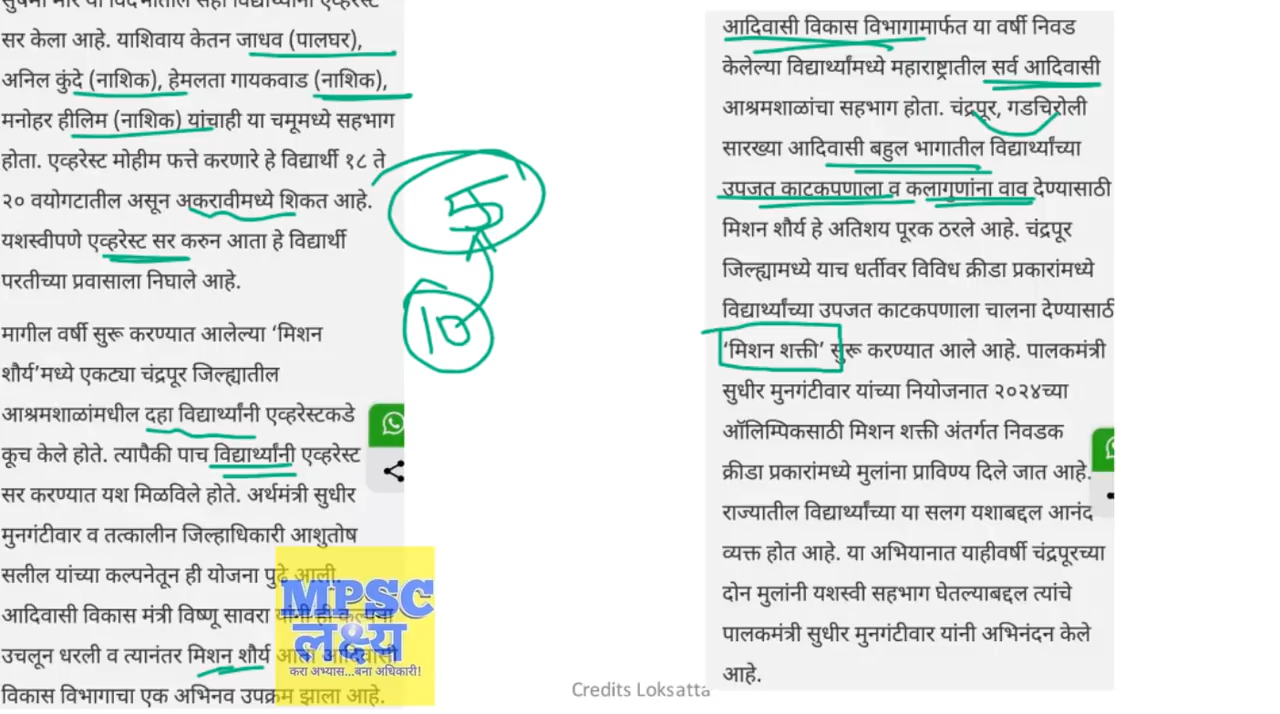 सुषमा मोरे या विदर्भातील सहा विद्यार्थ्यांनी एव्हरेस्ट
सर केला आहे. याशिवाय केतन जाधव (पालघर),
अनिल कुंदे (नाशिक), हेमलता गायकवाड (नाशिक),
मनोहर हीलिम (नाशिक) यांचाही या चमूमध्ये सहभाग
होता. एव्हरेस्ट मोहीम फत्ते करणारे हे विद्यार्थी १८ ते
२० वयोगटातील असून अकरावीमध्ये शिकत आहे.
यशस्वीपणे एव्हरेस्ट सर करुन आता हे विद्यार्थी
परतीच्या प्रवासाला निघाले आहे.
मागील वर्षी सुरू करण्यात आलेल्या ‘मिशन
शौर्य’मध्ये एकट्या चंद्रपूर जिल्ह्यातील
आश्रमशाळांमधील दहा विद्यार्थ्यांनी एव्हरेस्टकडे
कूच केले होते. त्यापैकी पाच विद्यार्थ्यांनी एव्हरेस्ट
सर करण्यात यश मिळविले होते. अर्थमंत्री सुधीर
मुनगंटीवार व तत्कालीन जिल्हाधिकारी आशुतोष
सलील यांच्या कल्पनेतून ही योजना पुढे आली.
आदिवासी विकास मंत्री विष्णू सावरा यांनी ही कल्पना
उचलून धरली व त्यानंतर मिशन शौर्य आता आदिवासी
विकास विभागाचा एक अभिनव उपक्रम झाला आहे.
5
10
MPSC
लक्ष्य
करा अभ्यास...बना अधिकारी!
आदिवासी विकास विभागामार्फत या वर्षी निवड
केलेल्या विद्यार्थ्यांमध्ये महाराष्ट्रातील सर्व आदिवासी
आश्रमशाळांचा सहभाग होता. चंद्रपूर, गडचिरोली
सारख्या आदिवासी बहुल भागातील विद्यार्थ्यांच्या
उपजत काटकपणाला व कलागुणांना वाव देण्यासाठी
मिशन शौर्य हे अतिशय पूरक ठरले आहे. चंद्रपूर
जिल्ह्यामध्ये याच धर्तीवर विविध क्रीडा प्रकारांमध्ये
विद्यार्थ्यांच्या उपजत काटकपणाला चालना देण्यासाठी
‘मिशन शक्ती’ सुरू करण्यात आले आहे. पालकमंत्री
सुधीर मुनगंटीवार यांच्या नियोजनात २०२४च्या
ऑलिम्पिकसाठी मिशन शक्ती अंतर्गत निवडक
क्रीडा प्रकारांमध्ये मुलांना प्राविण्य दिले जात आहे.
राज्यातील विद्यार्थ्यांच्या या सलग यशाबद्दल आनंद
व्यक्त होत आहे. या अभियानात याहीवर्षी चंद्रपूरच्या
दोन मुलांनी यशस्वी सहभाग घेतल्याबद्दल त्यांचे
पालकमंत्री सुधीर मुनगंटीवार यांनी अभिनंदन केले
आहे.
Credits Loksatta